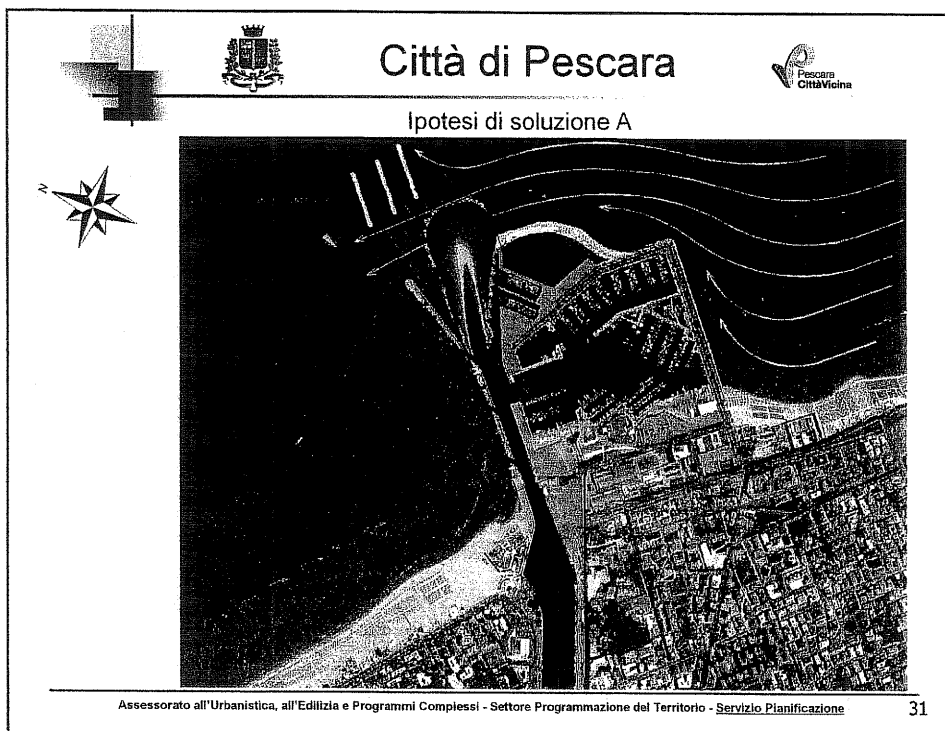 Città di Pescara
Pescara
CittàVicina
Ipotesi di soluzione A
N
Assessorato all'Urbanistica, all'Edilizia e Programmi Complessi - Settore Programmazione del Territorio - Servizio Pianificazione
31